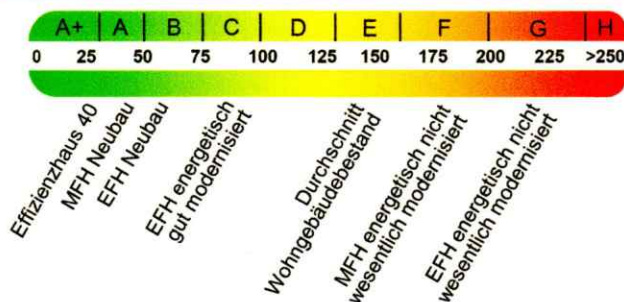 A+ A B C D E F G H
0 25 50 75 100 125 150 175 200 225 >250
Effizienzhaus 40
MFH Neubau
EFH Neubau
EFH energetisch
gut modernisiert
Durchschnitt
Wohngebäudebestand
MFH energetisch nicht
wesentlich modernisiert
EFH energetisch nicht
wesentlich modernisiert